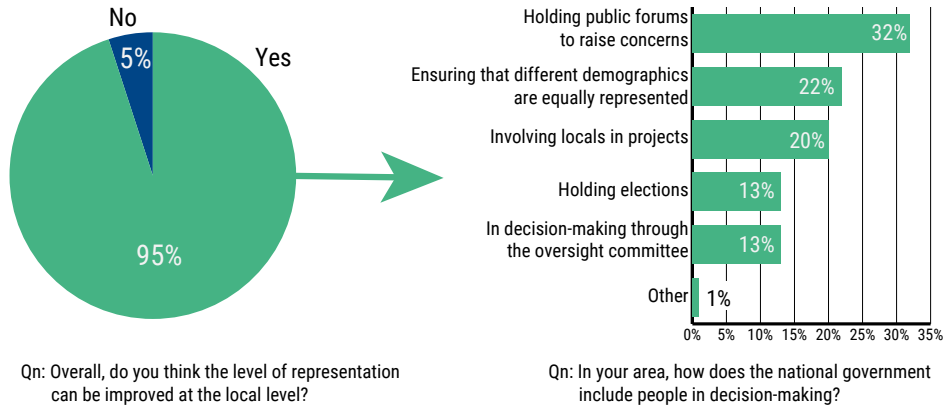 No
5%
Yes
95%
Qn: Overall, do you think the level of representation
can be improved at the local level?
Holding public forums
to raise concerns
32%
Ensuring that different demographics
are equally represented
22%
Involving locals in projects
20%
Holding elections
13%
In decision-making through
the oversight committee
13%
Other
1%
0% 5% 10% 15% 20% 25% 30% 35%
Qn: In your area, how does the national government
include people in decision-making?